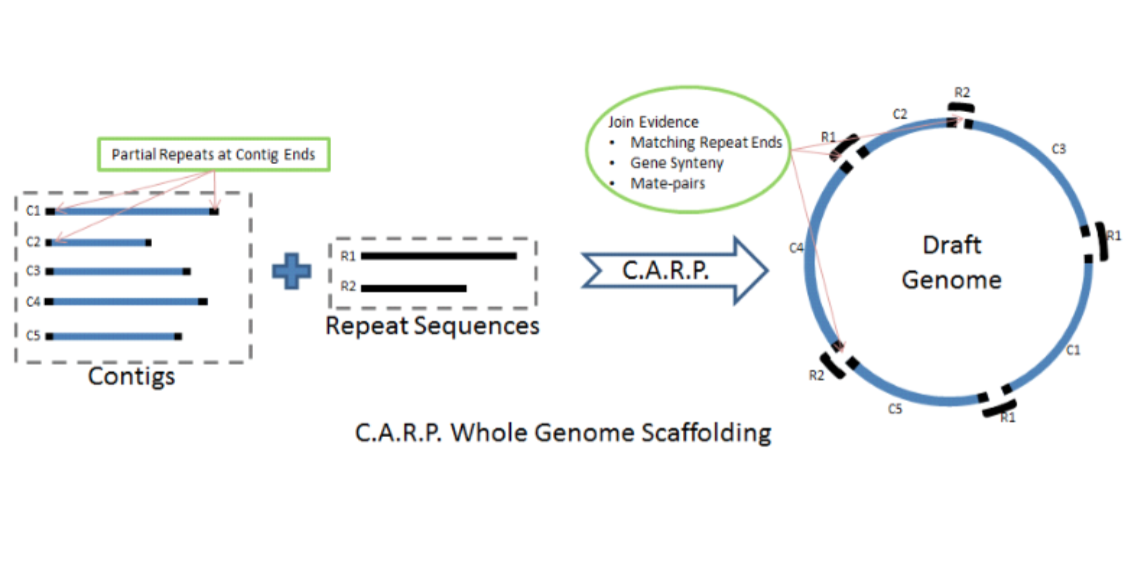 Partial Repeats at Contig Ends
C1
C2
C3
C4
C5
Contigs
R1
R2
Repeat Sequences
C.A.R.P.
Join Evidence
• Matching Repeat Ends
• Gene Synteny
• Mate-pairs
R2
C2
R1
C3
R1
C4
Draft
Genome
C1
R2
C5
R1
C.A.R.P. Whole Genome Scaffolding